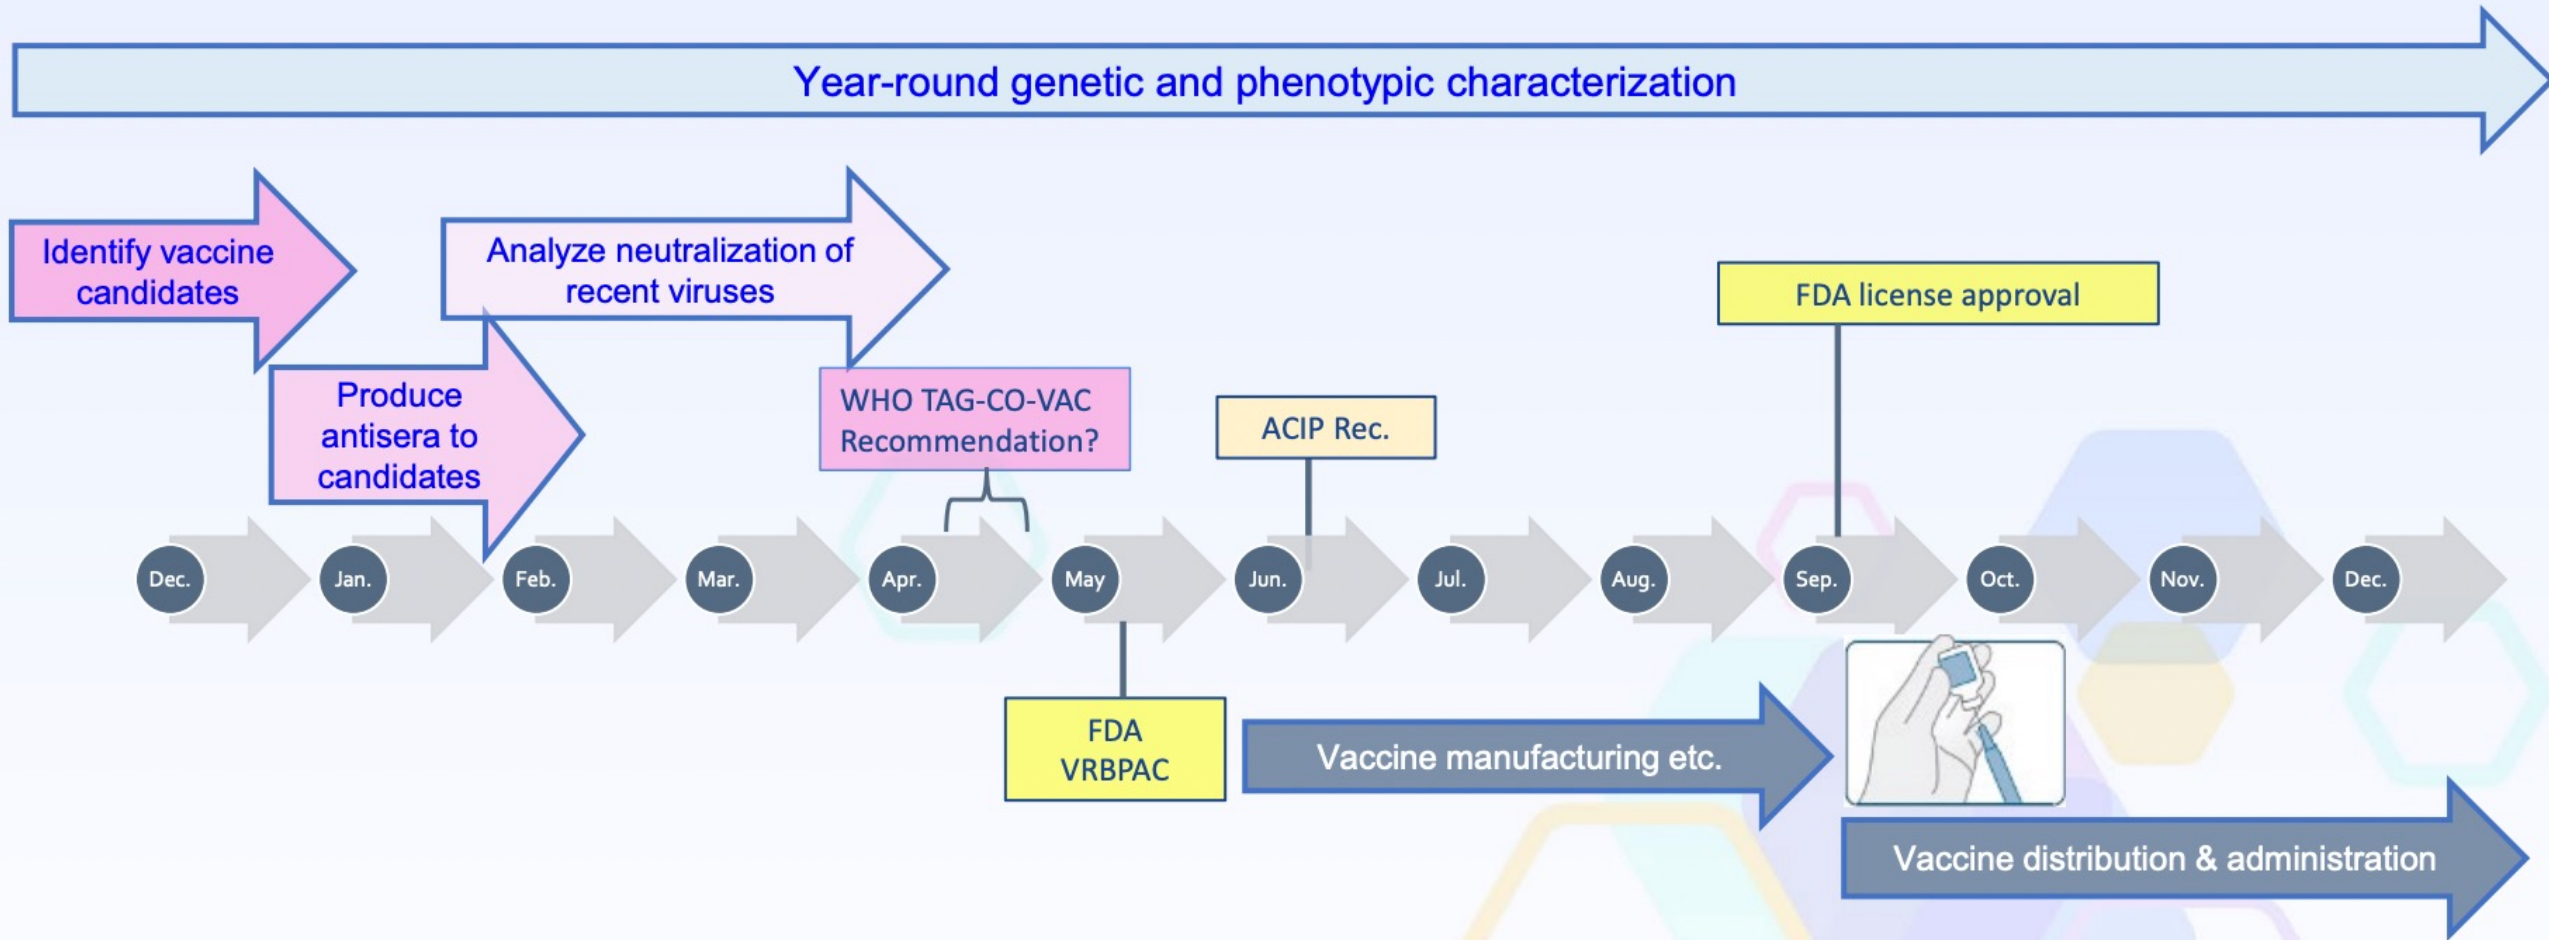 Year-round genetic and phenotypic characterization
Identify vaccine
candidates
Analyze neutralization of
recent viruses
Produce
antisera to
candidates
WHO TAG-CO-VAC
Recommendation?
ACIP Rec.
FDA license approval
Dec.
Jan.
Feb.
Mar.
Apr.
May
Jun.
Jul.
Aug.
Sep.
Oct.
Nov.
Dec.
FDA
VRBPAC
Vaccine manufacturing etc.
Vaccine distribution & administration